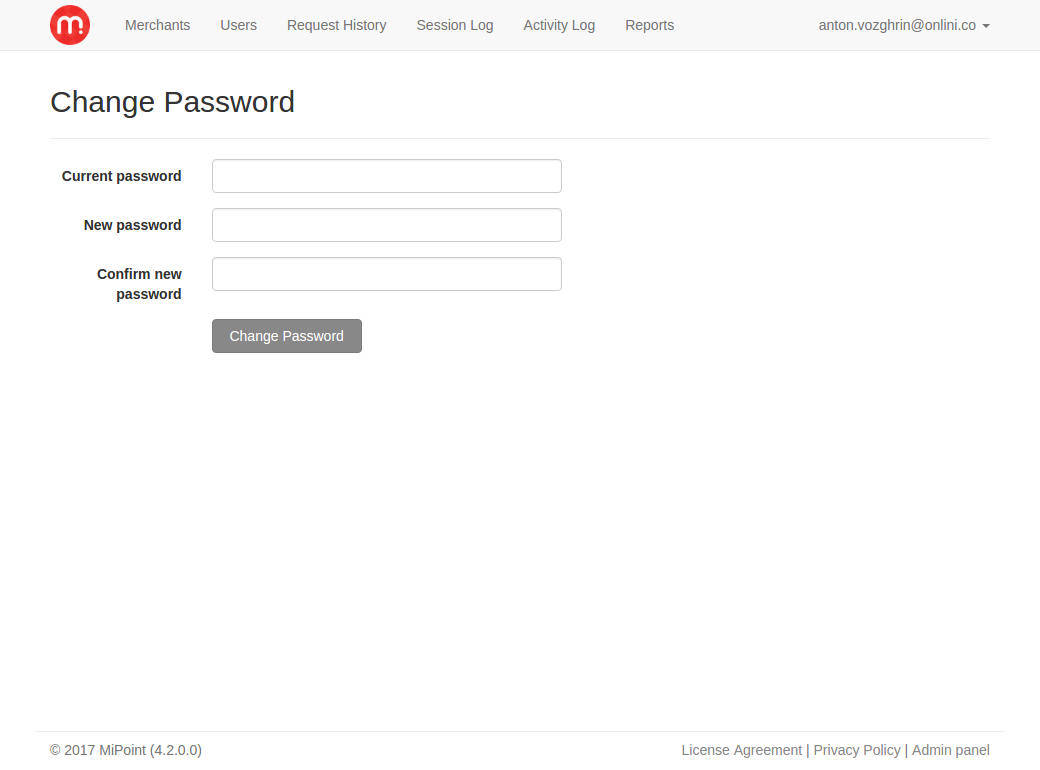 m
Merchants Users Request History Session Log Activity Log Reports anton.vozghrin@onlini.co
Change Password
Current password
New password
Confirm new
password
Change Password
© 2017 MiPoint (4.2.0.0) License Agreement | Privacy Policy | Admin panel